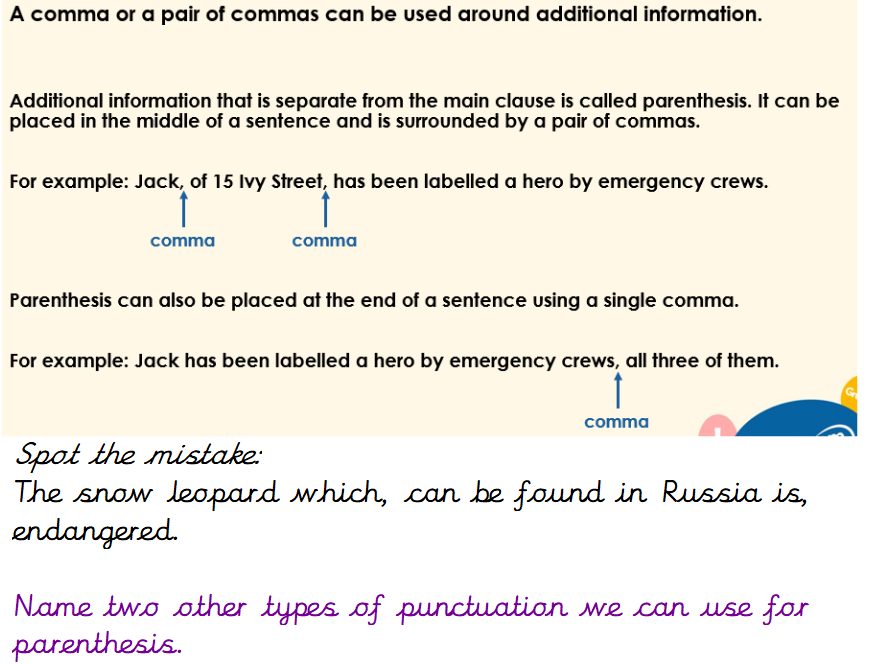 A comma or a pair of commas can be used around additional information.
Additional information that is separate from the main clause is called parenthesis. It can be
placed in the middle of a sentence and is surrounded by a pair of commas.
For example: Jack, of 15 Ivy Street, has been labelled a hero by emergency crews.
comma comma
Parenthesis can also be placed at the end of a sentence using a single comma.
For example: Jack has been labelled a hero by emergency crews, all three of them.
comma
Spot the mistake:
The snow leopard which, can be found in Russia is,
endangered.
Name two other types of punctuation we can use for
parenthesis.